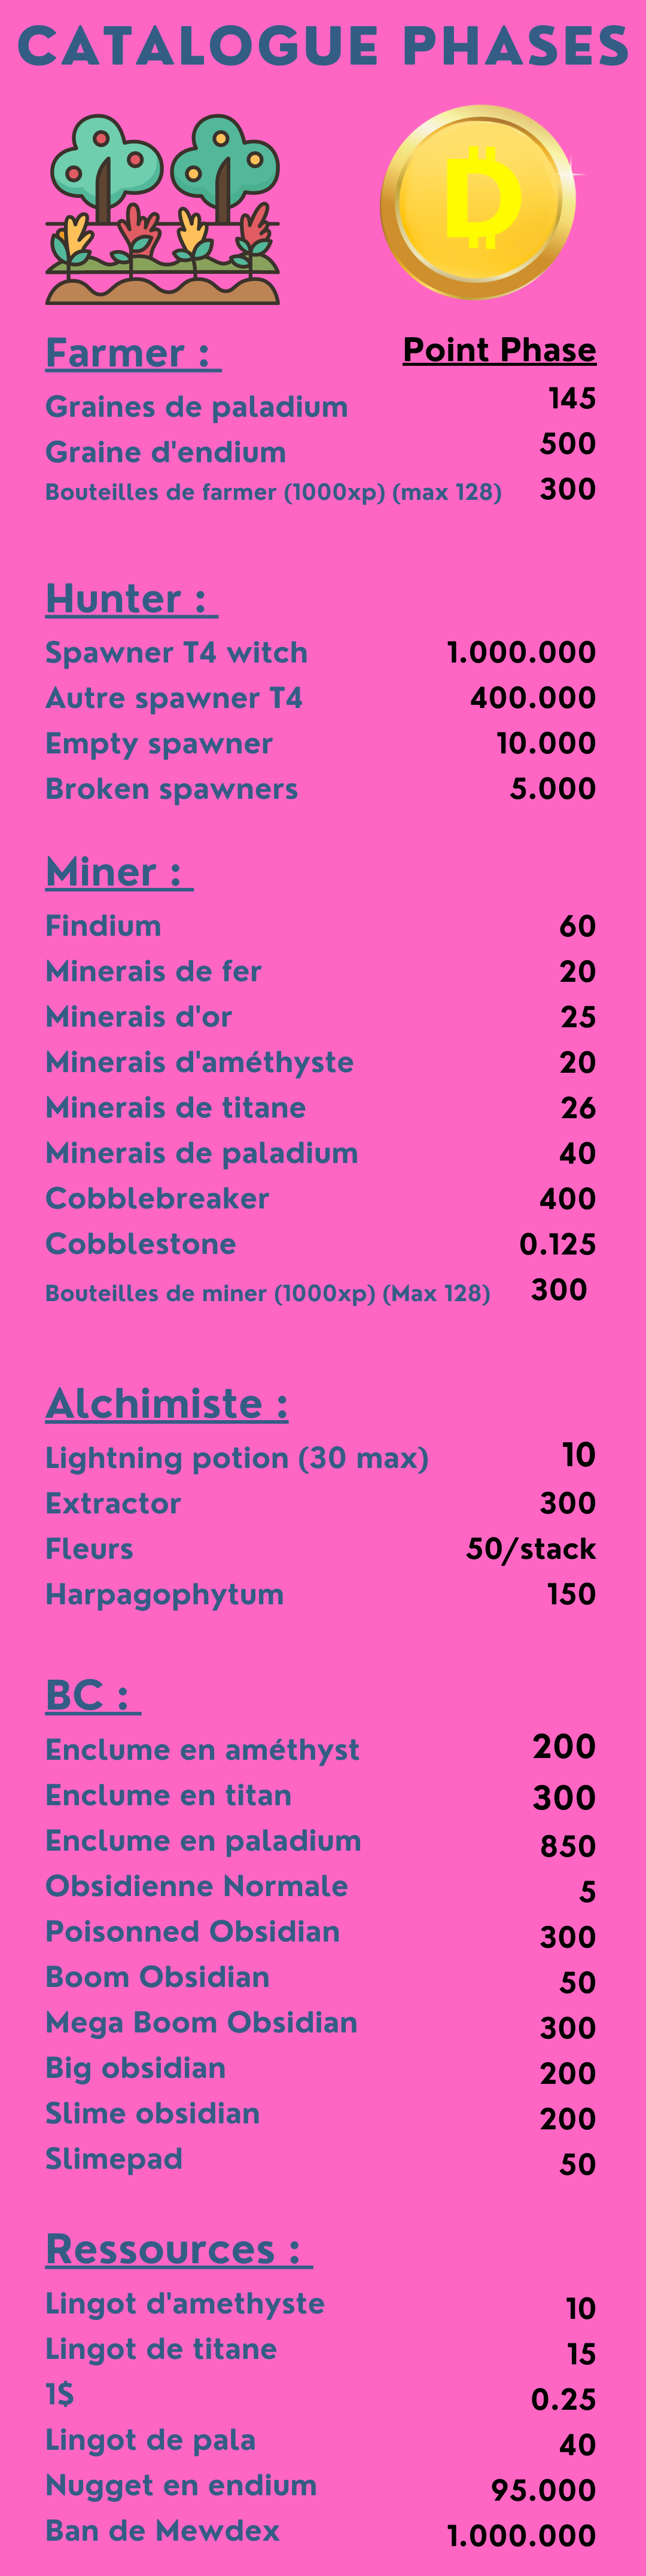 CATALOGUE PHASES
D
Farmer : Point Phase
Graines de paladium 145
Graine d'endium 500
Bouteilles de farmer (1000xp) (max 128) 300
Hunter :
Spawner T4 witch 1.000.000
Autre spawner T4 400.000
Empty spawner 10.000
Broken spawners 5.000
Miner :
Findium 60
Minerais de fer 20
Minerais d'or 25
Minerais d'améthyste 20
Minerais de titane 26
Minerais de paladium 40
Cobblebreaker 400
Cobblestone 0.125
Bouteilles de miner (1000xp) (Max 128) 300
Alchimiste :
Lightning potion (30 max) 10
Extractor 300
Fleurs 50/stack
Harpagophytum 150
BC :
Enclume en améthyst 200
Enclume en titan 300
Enclume en paladium 850
Obsidienne Normale 5
Poisonned Obsidian 300
Boom Obsidian 50
Mega Boom Obsidian 300
Big obsidian 200
Slime obsidian 200
Slimepad 50
Ressources :
Lingot d'amethyste 10
Lingot de titane 15
1$ 0.25
Lingot de pala 40
Nugget en endium 95.000
Ban de Mewdex 1.000.000